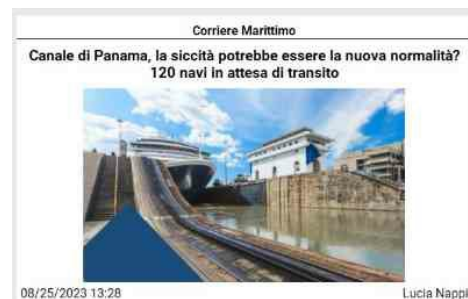 Corriere Marittimo
Canale di Panama, la siccità potrebbe essere la nuova normalità?
120 navi in attesa di transito
08/25/2023 13:28
Lucia Nappi